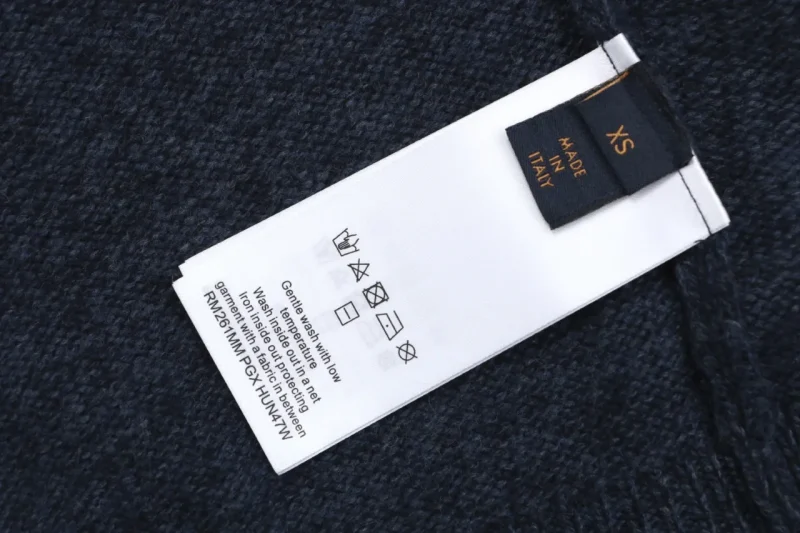 XS
MADE
IN
ITALY
Gentle wash with low
temperature
Wash inside out in a net
Iron inside out protecting
garment with a fabric in between
RM261MM PGX HUN47W